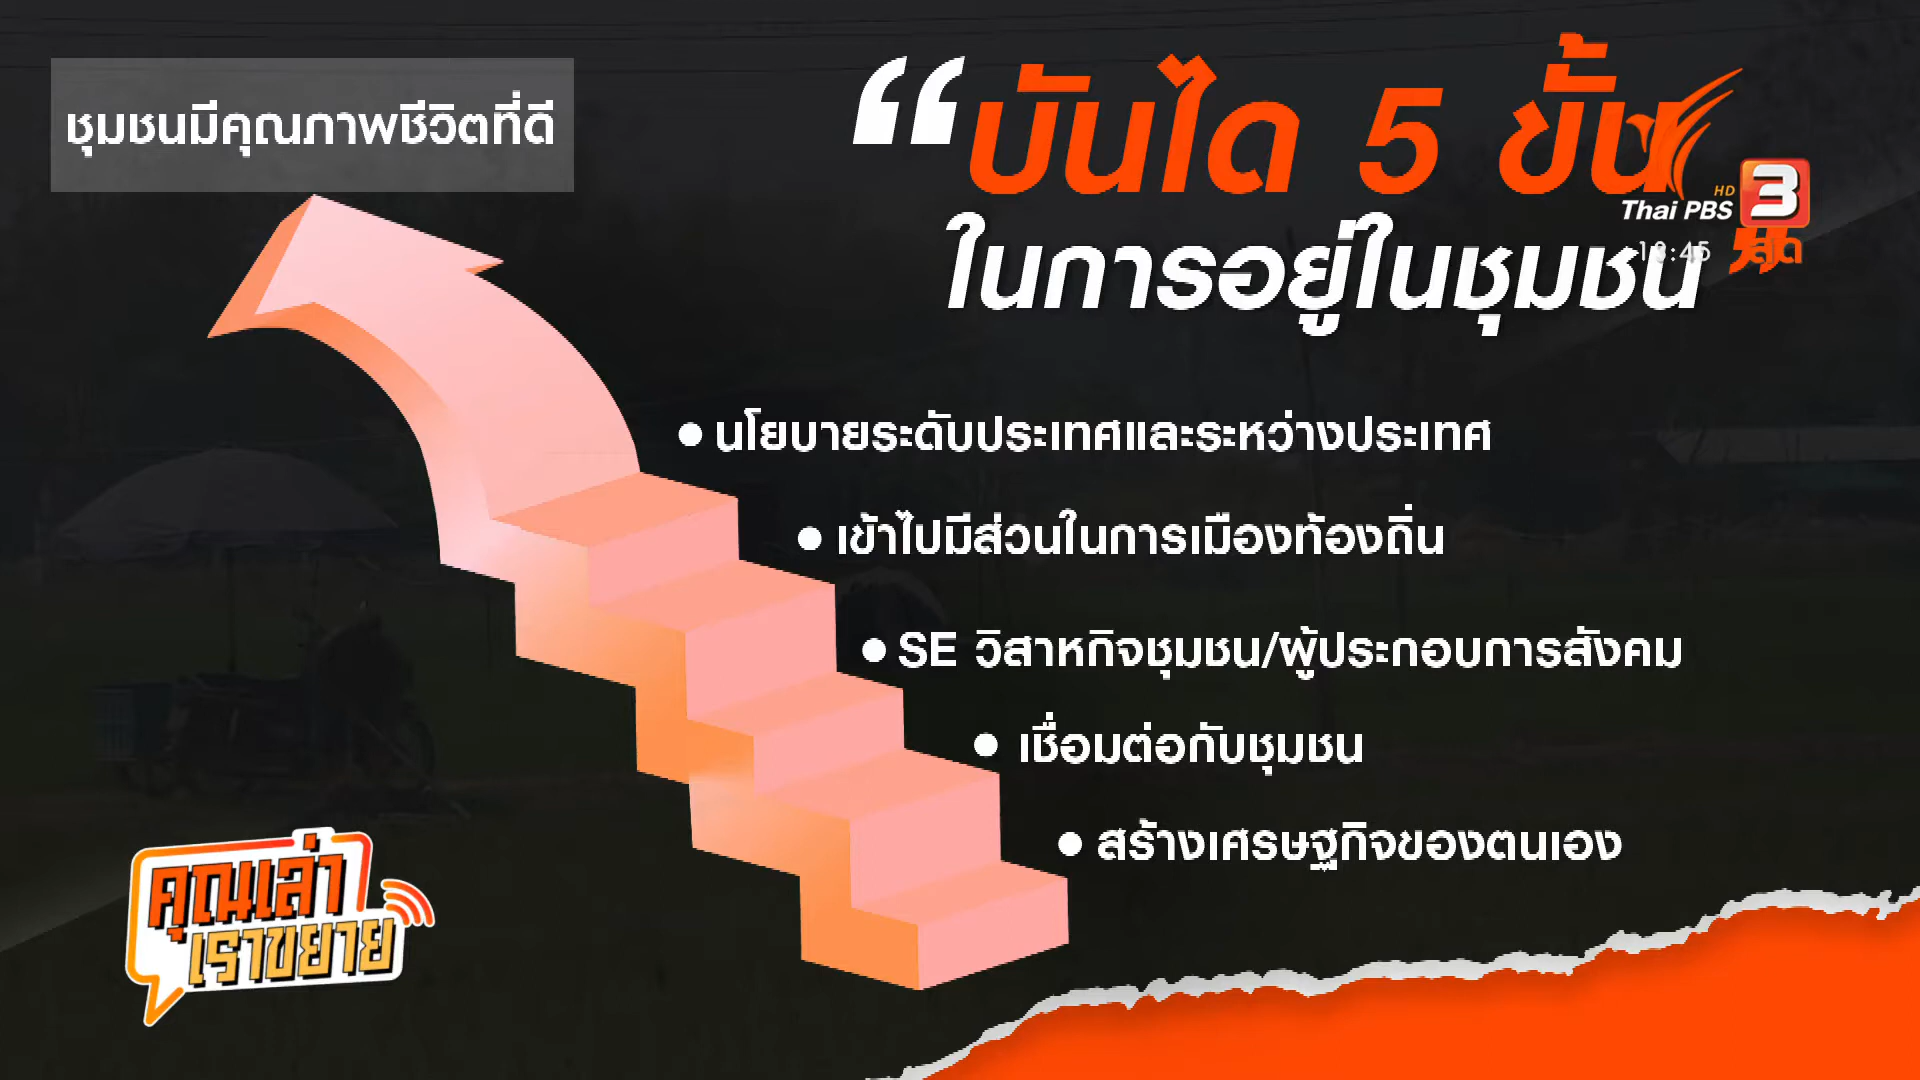 ชุมชนมีคุณภาพชีวิตที่ดี
“บันได 5 ขั้น
ในการอยู่ในชุมชน”
HD
Thai PBS 3
สด
• นโยบายระดับประเทศและระหว่างประเทศ
• เข้าไปมีส่วนในการเมืองท้องถิ่น
• SE วิสาหกิจชุมชน/ผู้ประกอบการสังคม
• เชื่อมต่อกับชุมชน
• สร้างเศรษฐกิจของตนเอง
คุณเล่า
เราขยาย